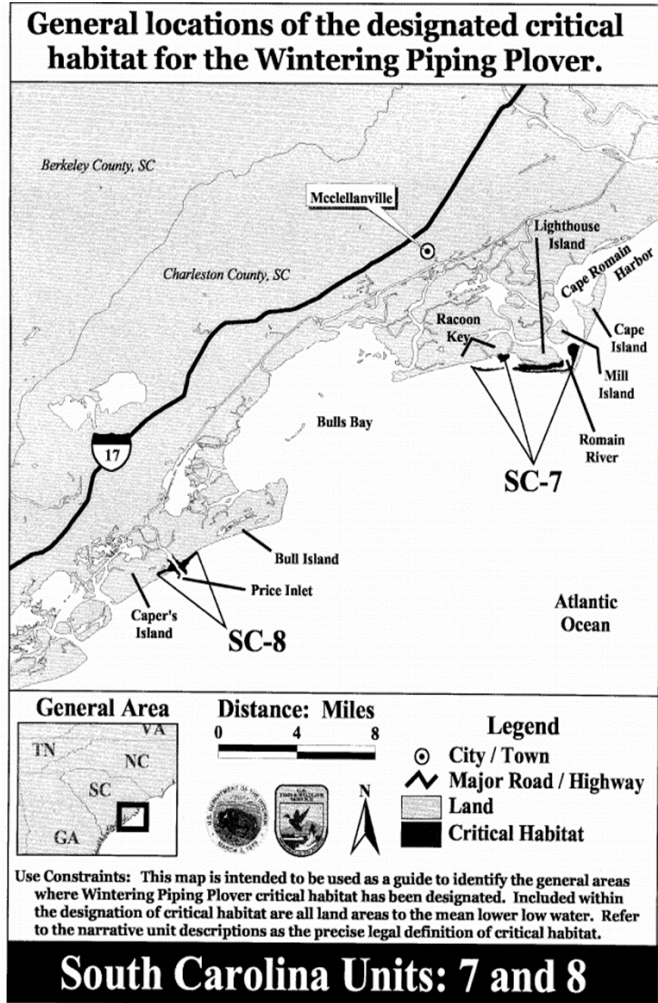 General locations of the designated critical
habitat for the Wintering Piping Plover.
Berkeley County, SC
Mcclellanville
Lighthouse
Island
Cape Romain
Harbor
Charleston County, SC
Racoon
Key
Cape
Island
Mill
Island
Bulls Bay
Romain
River
17
SC-7
Bull Island
Price Inlet
Caper's
Island
SC-8
Atlantic
Ocean
General Area
VA
TN
NC
SC
GA
Distance: Miles
0 4 8
N
Legend
City / Town
Major Road / Highway
Land
Critical Habitat
Use Constraints: This map is intended to be used as a guide to identify the general areas
where Wintering Piping Plover critical habitat has been designated. Included within
the designation of critical habitat are all land areas to the mean lower low water. Refer
to the narrative unit descriptions as the precise legal definition of critical habitat.
South Carolina Units: 7 and 8